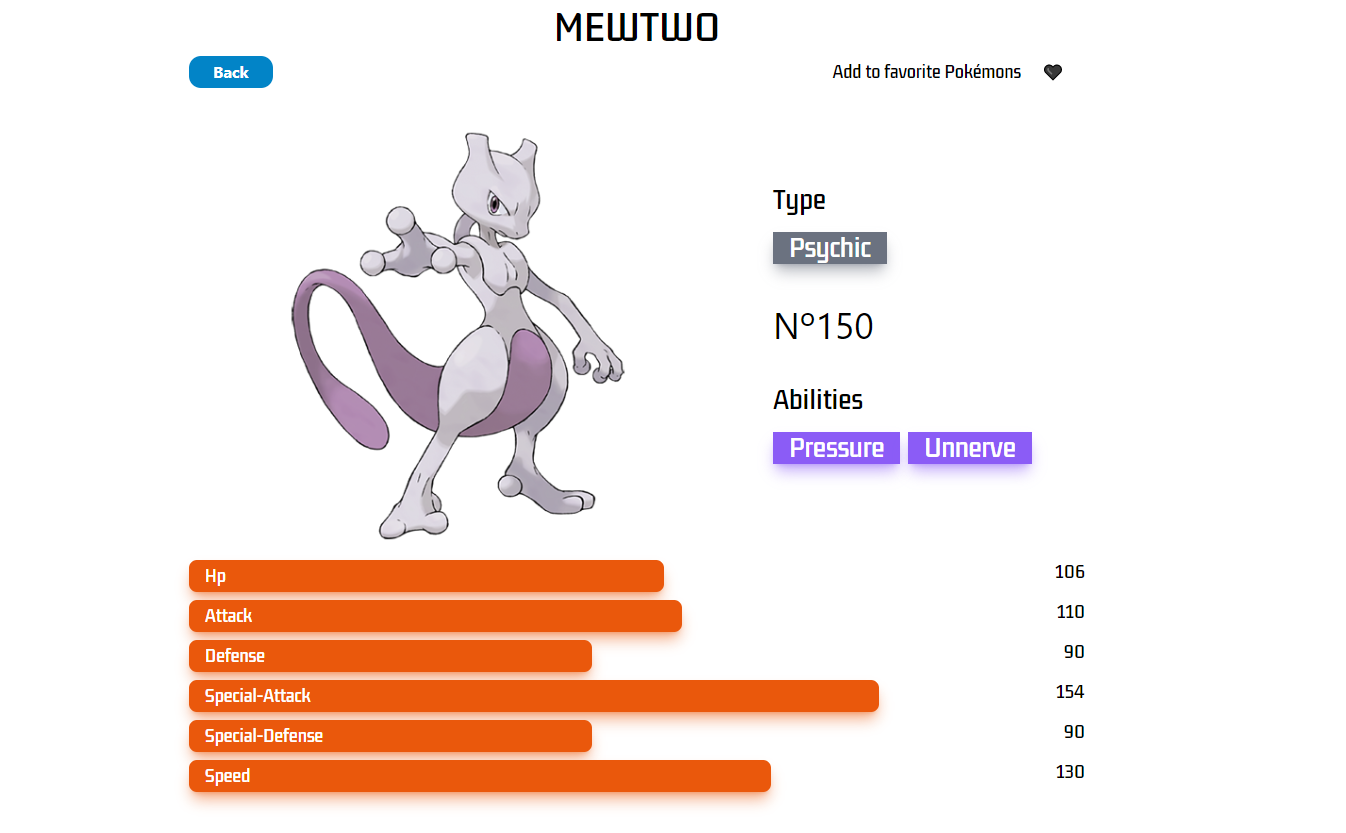 MEWTWO
Back
Add to favorite Pokémons
Type
Psychic
Nº150
Abilities
Pressure Unnerve
Hp 106
Attack 110
Defense 90
Special-Attack 154
Special-Defense 90
Speed 130